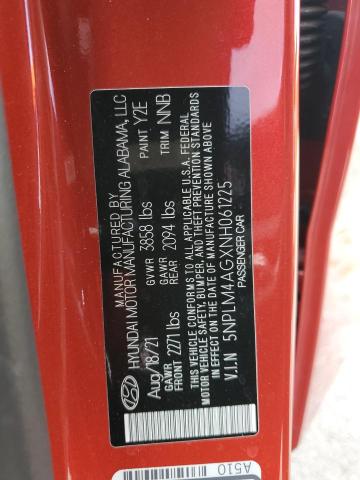 MANUFACTURED BY
HYUNDAI MOTOR MANUFACTURING ALABAMA, LLC
Aug/18/21 GVWR 3858 lbs PAINT Y2E
GAWR FRONT 2271 lbs GAWR REAR 2094 lbs TRIM NNB
THIS VEHICLE CONFORMS TO ALL APPLICABLE U.S.A. FEDERAL
MOTOR VEHICLE SAFETY, BUMPER, AND THEFT PREVENTION STANDARDS
IN EFFECT ON THE DATE OF MANUFACTURE SHOWN ABOVE.
V.I.N 5NPLM4AGXNH061225
PASSENGER CAR
A510